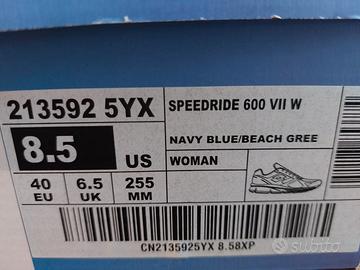 213592 5YX
SPEEDRIDE 600 VII W
NAVY BLUE/BEACH GREE
8.5 US
WOMAN
40 EU
6.5 UK
255 MM
CN2135925YX 8.58XP
subito